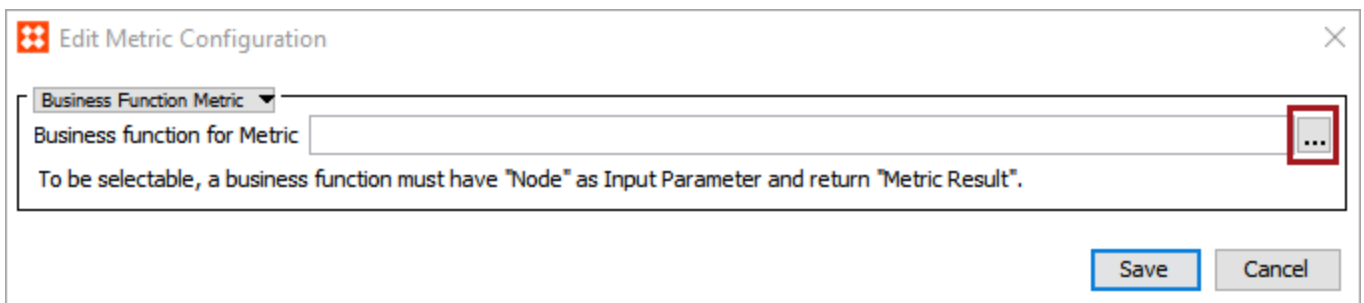 Edit Metric Configuration
Business Function Metric
Business function for Metric
...
To be selectable, a business function must have "Node" as Input Parameter and return "Metric Result".
Save
Cancel